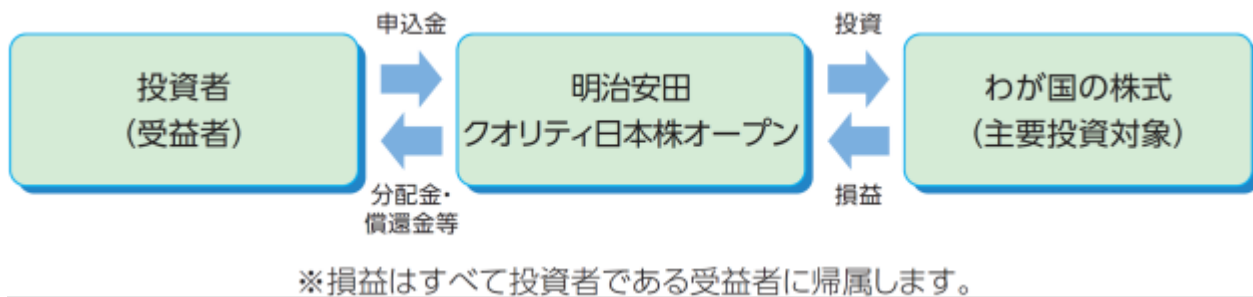 申込金
投資
投資者
(受益者)
明治安田
クオリティ日本株オープン
わが国の株式
(主要投資対象)
分配金・
償還金等
損益
※損益はすべて投資者である受益者に帰属します。